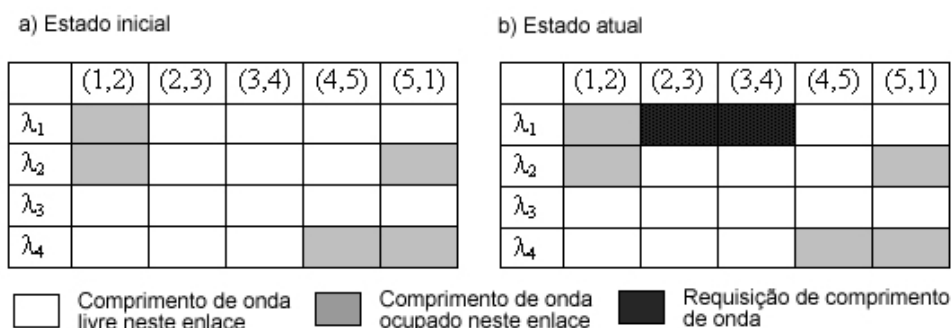 a) Estado inicial
b) Estado atual
(1,2) (2,3) (3,4) (4,5) (5,1)
λ1
λ2
λ3
λ4
(1,2) (2,3) (3,4) (4,5) (5,1)
λ1
λ2
λ3
λ4
Comprimento de onda
livre neste enlace
Comprimento de onda
ocupado neste enlace
Requisição de comprimento
de onda